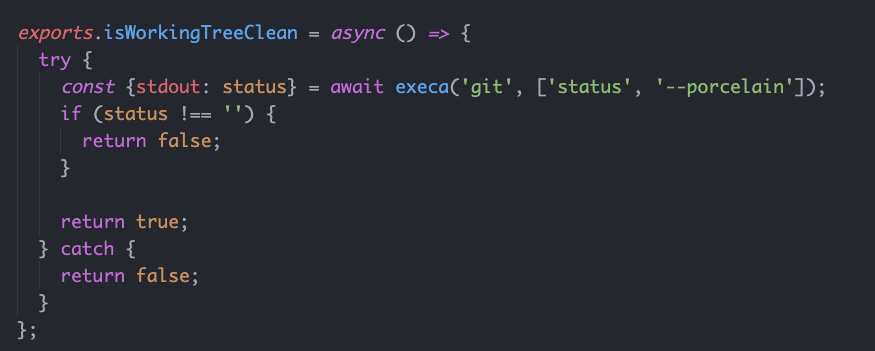 exports.isWorkingTreeClean = async () => {
  try {
    const {stdout: status} = await execa('git', ['status', '--porcelain']);
    if (status !== '') {
      return false;
    }

    return true;
  } catch {
    return false;
  }
};